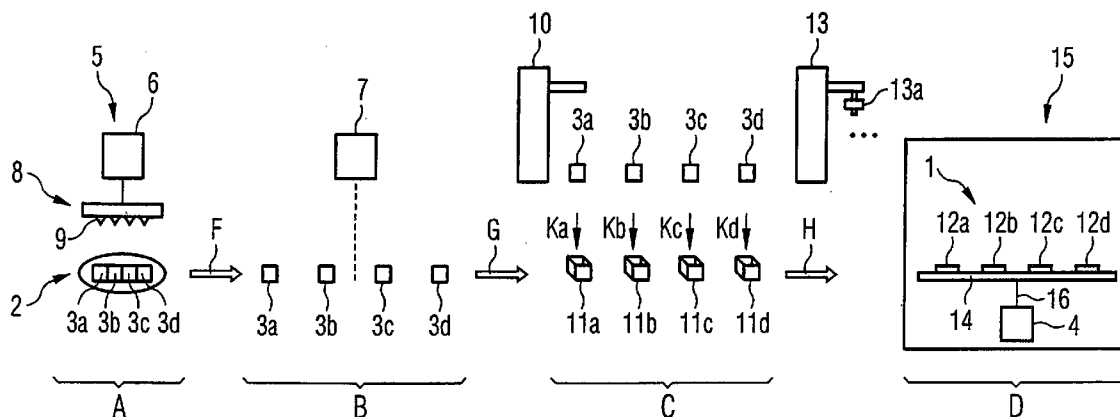 10 13
5 6 7 15
13a
3a 3b 3c 3d
...
8 1
9 F G Ka Kb Kc Kd H 12a 12b 12c 12d
2
3a 3b 3c 3d 3a 3b 3c 3d 11a 11b 11c 11d 14 16 4
A B C D